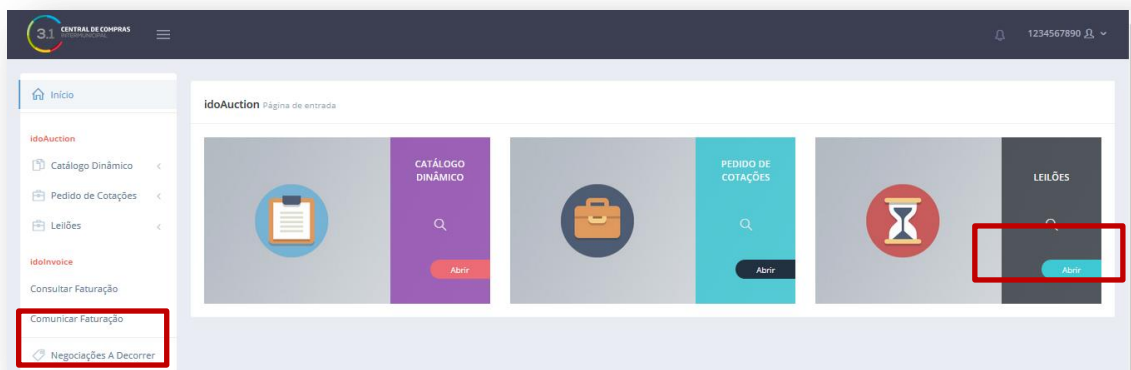 3.1 CENTRAL DE COMPRAS
INTERMUNICIPAL
1234567890
Início
idoAuction
Catálogo Dinâmico
Pedido de Cotações
Leilões
idoInvoice
Consultar Faturação
Comunicar Faturação
Negociações A Decorrer
idoAuction Página de entrada
CATÁLOGO
DINÂMICO
Abrir
PEDIDO DE
COTAÇÕES
Abrir
LEILÕES
Abrir